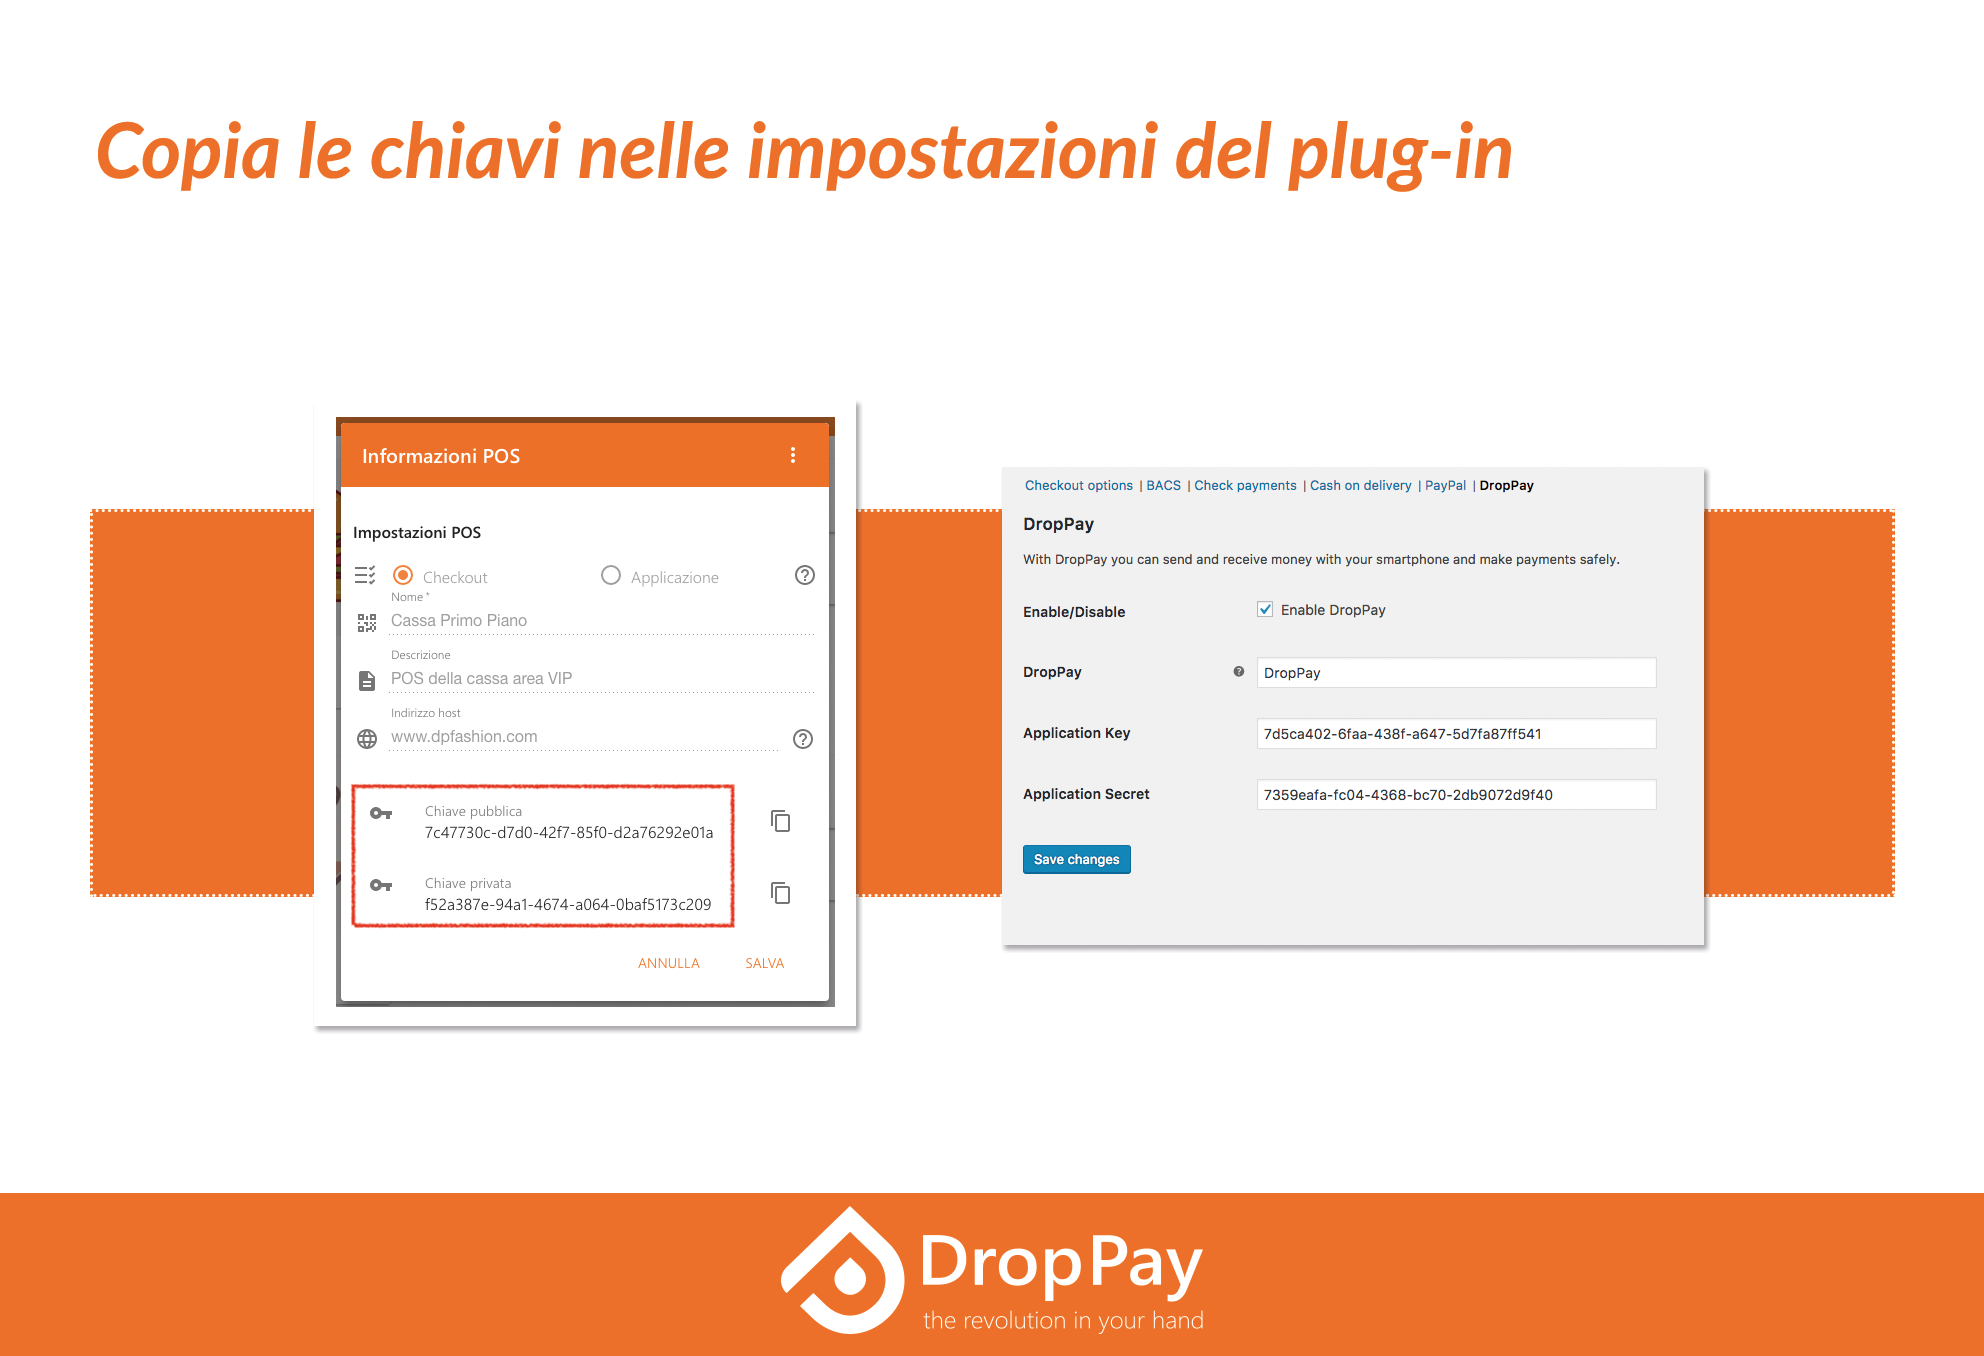 Copia le chiavi nelle impostazioni del plug-in
Informazioni POS
Impostazioni POS
Checkout
Applicazione
Nome *
Cassa Primo Piano
Descrizione
POS della cassa area VIP
Indirizzo host
www.dpfashion.com
Chiave pubblica
7c47730c-d7d0-42f7-85f0-d2a76292e01a
Chiave privata
f52a387e-94a1-4674-a064-0baf5173c209
ANNULLA SALVA
Checkout options | BACS | Check payments | Cash on delivery | PayPal | DropPay
DropPay
With DropPay you can send and receive money with your smartphone and make payments safely.
Enable/Disable
Enable DropPay
DropPay
DropPay
Application Key
7d5ca402-6faa-438f-a647-5d7fa87ff541
Application Secret
7359eafa-fc04-4368-bc70-2db9072d9f40
Save changes
DropPay
the revolution in your hand